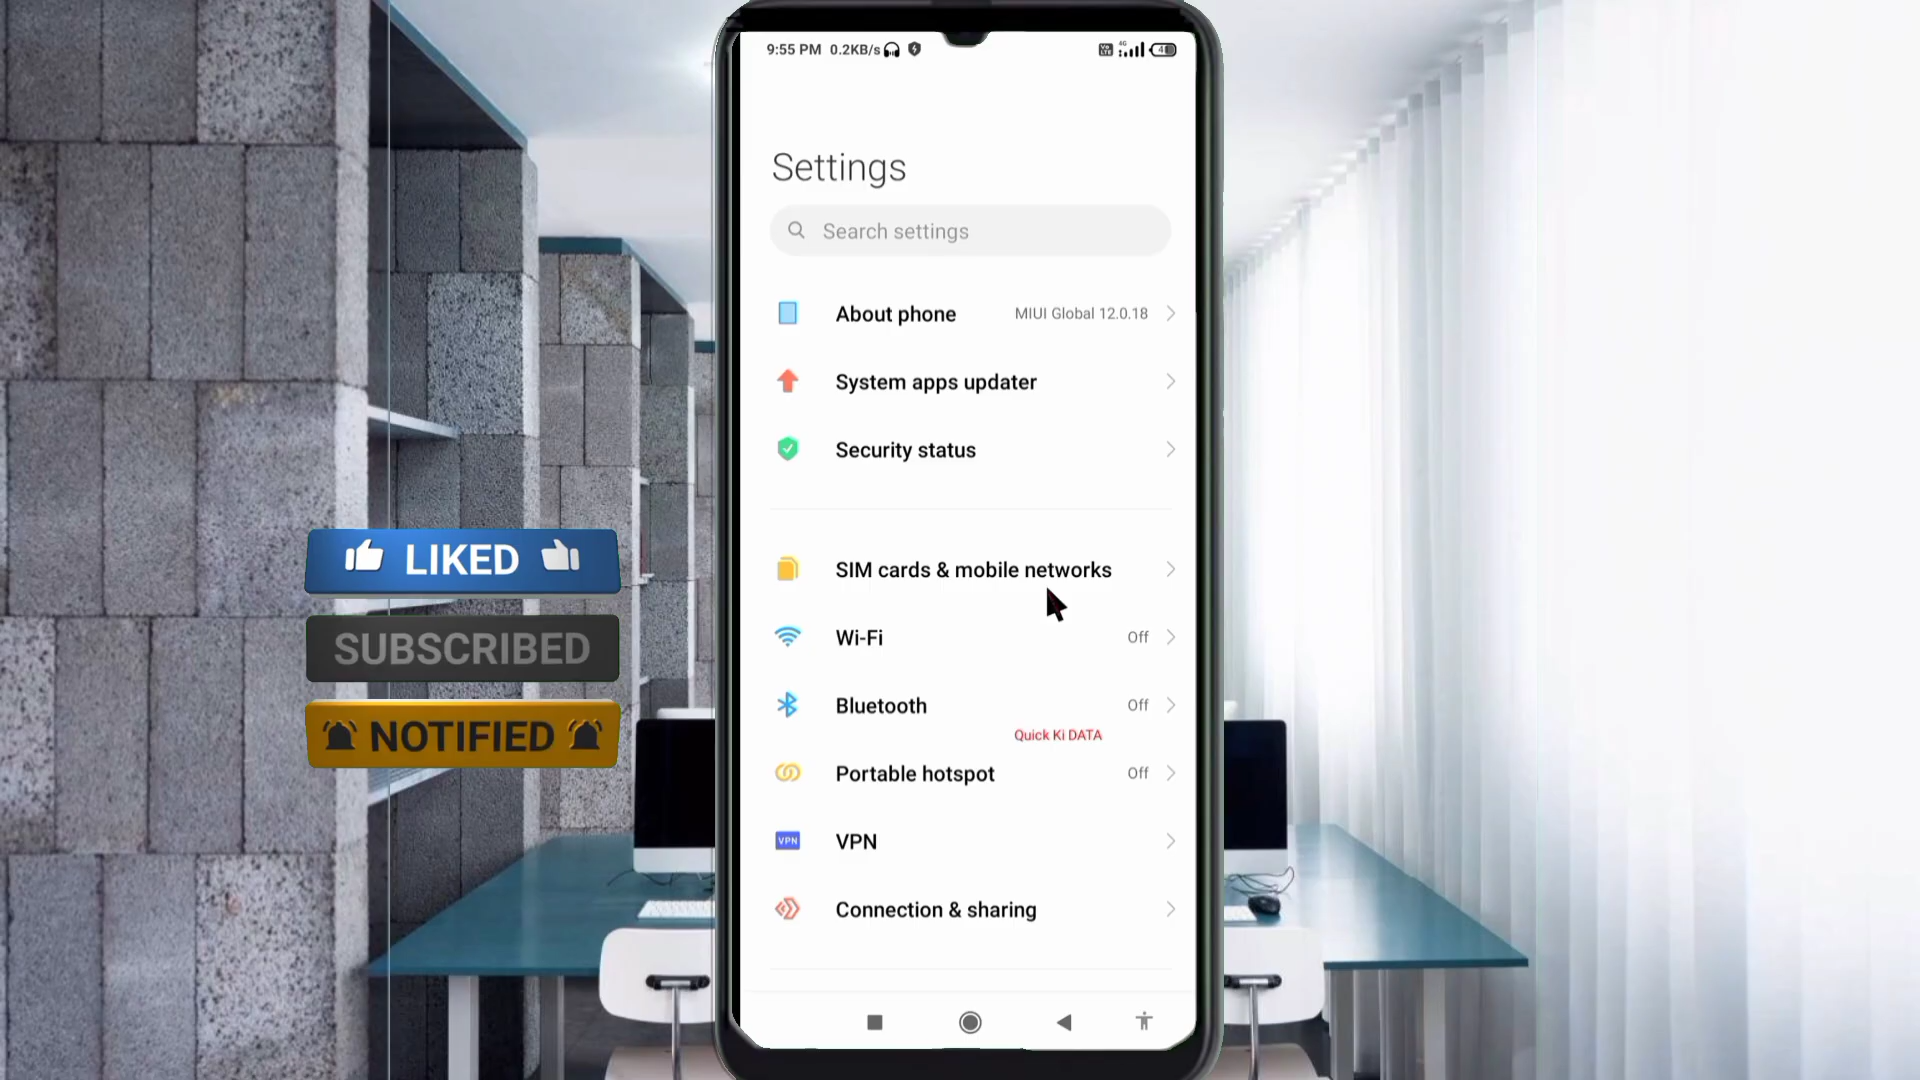 9:55 PM 0.2KB/s
Settings
Search settings
About phone MIUI Global 12.0.18
System apps updater
Security status
SIM cards & mobile networks
Wi-Fi Off
Bluetooth Off
Quick Ki DATA
Portable hotspot Off
VPN VPN
Connection & sharing
LIKED
SUBSCRIBED
NOTIFIED